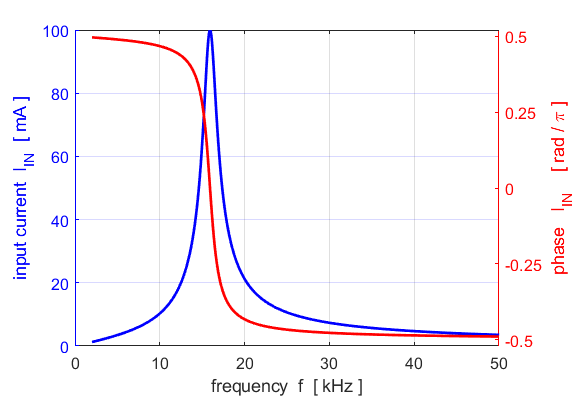 100
80
60
40
20
0
input current I_IN [ mA ]
0.5
0.25
0
-0.25
-0.5
phase I_IN [ rad / π ]
0 10 20 30 40 50
frequency f [ kHz ]